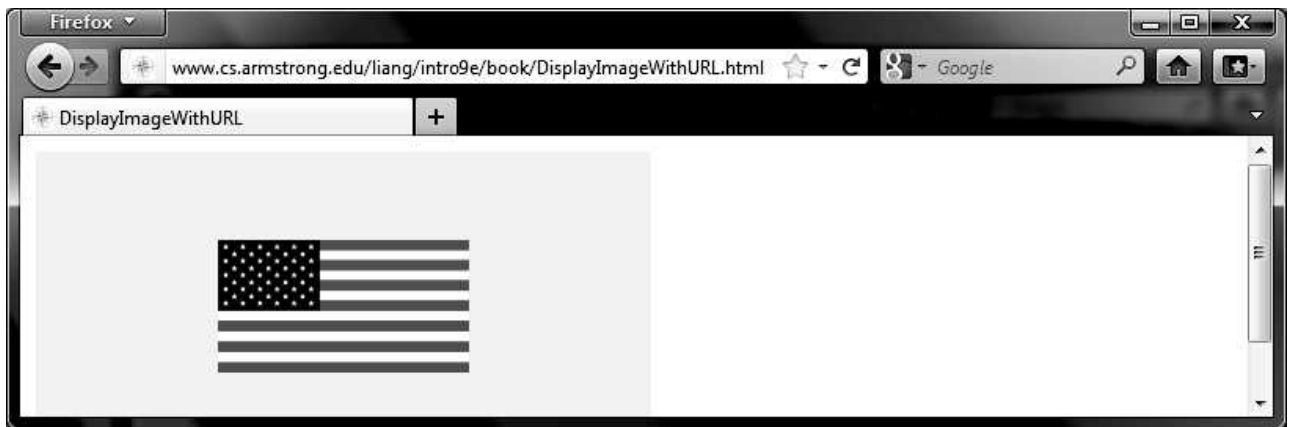 Firefox
www.cs.armstrong.edu/liang/intro9e/book/DisplayImageWithURL.html
Google
DisplayImageWithURL